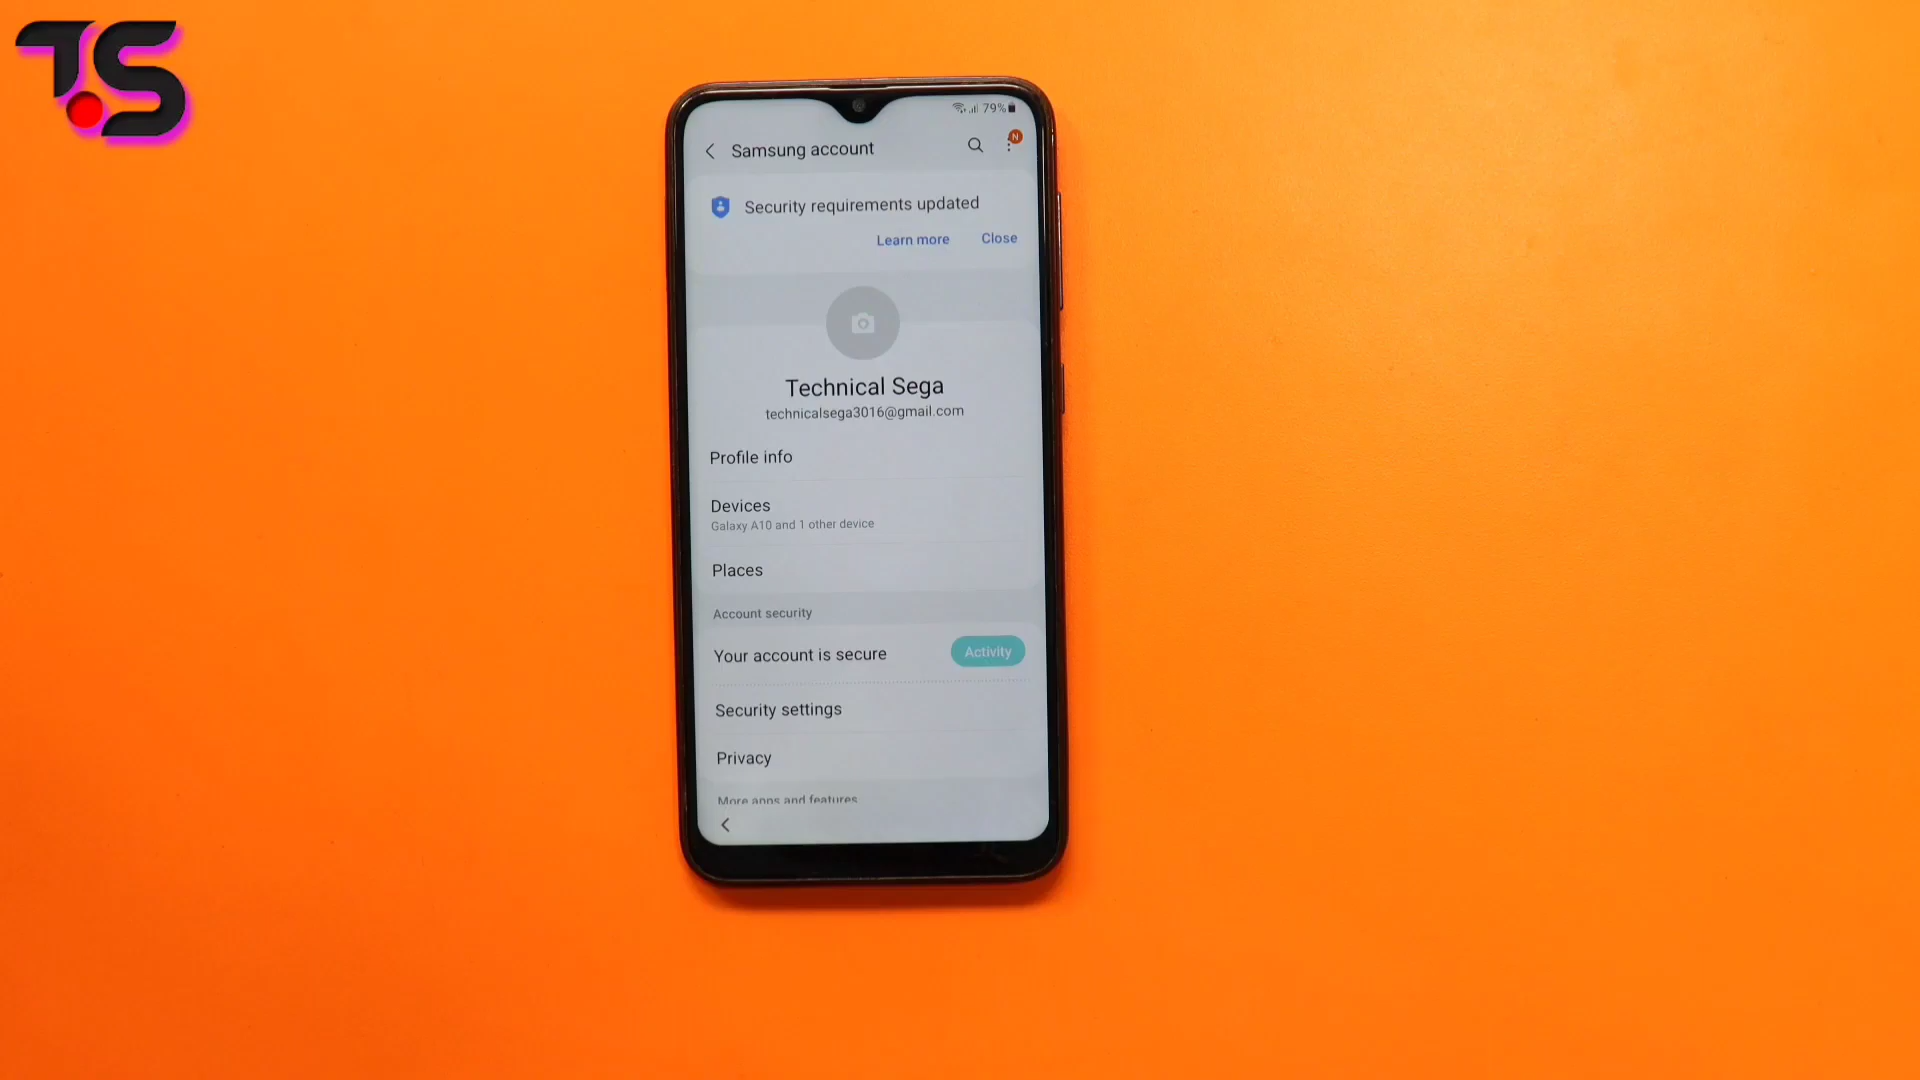 T.S
79%
Samsung account
N
Security requirements updated
Learn more Close
Technical Sega
technicalsega3016@gmail.com
Profile info
Devices
Galaxy A10 and 1 other device
Places
Account security
Your account is secure Activity
Security settings
Privacy
More apps and features